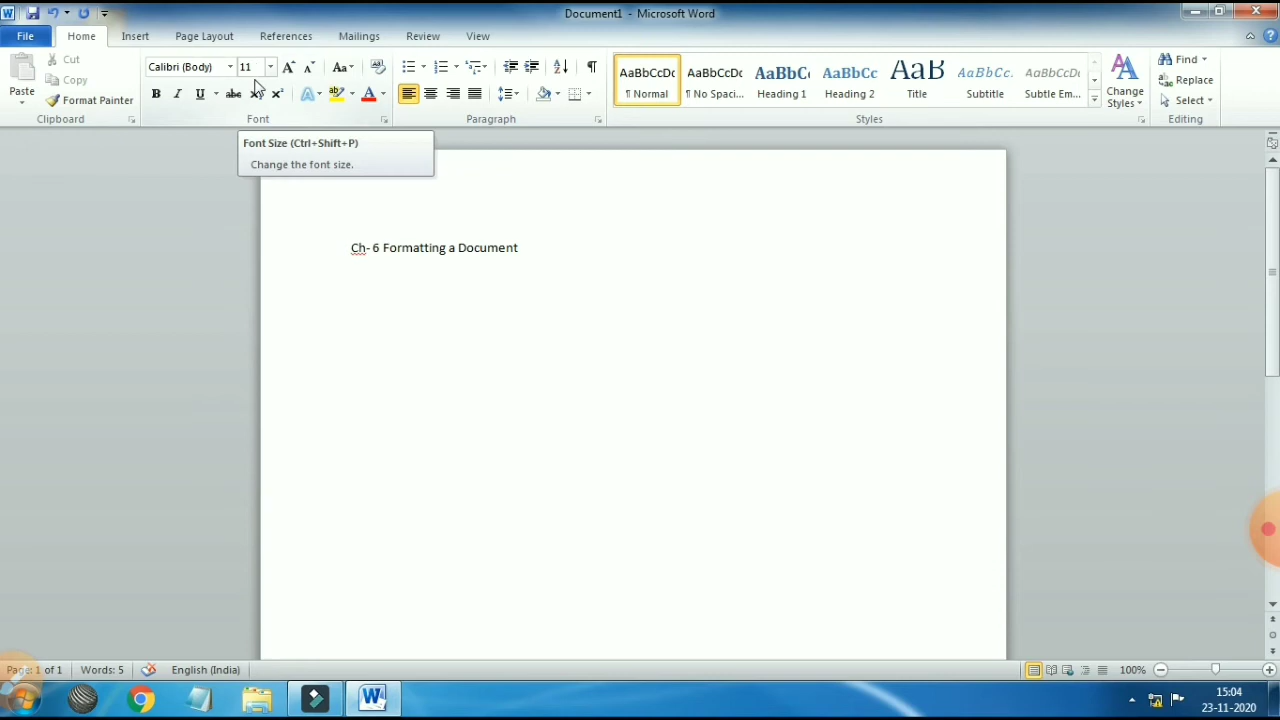 Document1 - Microsoft Word
File Home Insert Page Layout References Mailings Review View
Cut
Copy
Paste
Format Painter
Clipboard
Calibri (Body) 11
Font
Paragraph
AaBbCcDc AaBbCcDc AaBbCc AaBbCc AaB AaBbCc. AaBbCcDc
¶ Normal ¶ No Spaci... Heading 1 Heading 2 Title Subtitle Subtle Em...
Change
Styles
Styles
Find
Replace
Select
Editing
Font Size (Ctrl+Shift+P)
Change the font size.
Ch- 6 Formatting a Document
Page: 1 of 1 Words: 5 English (India) 100%
15:04
23-11-2020